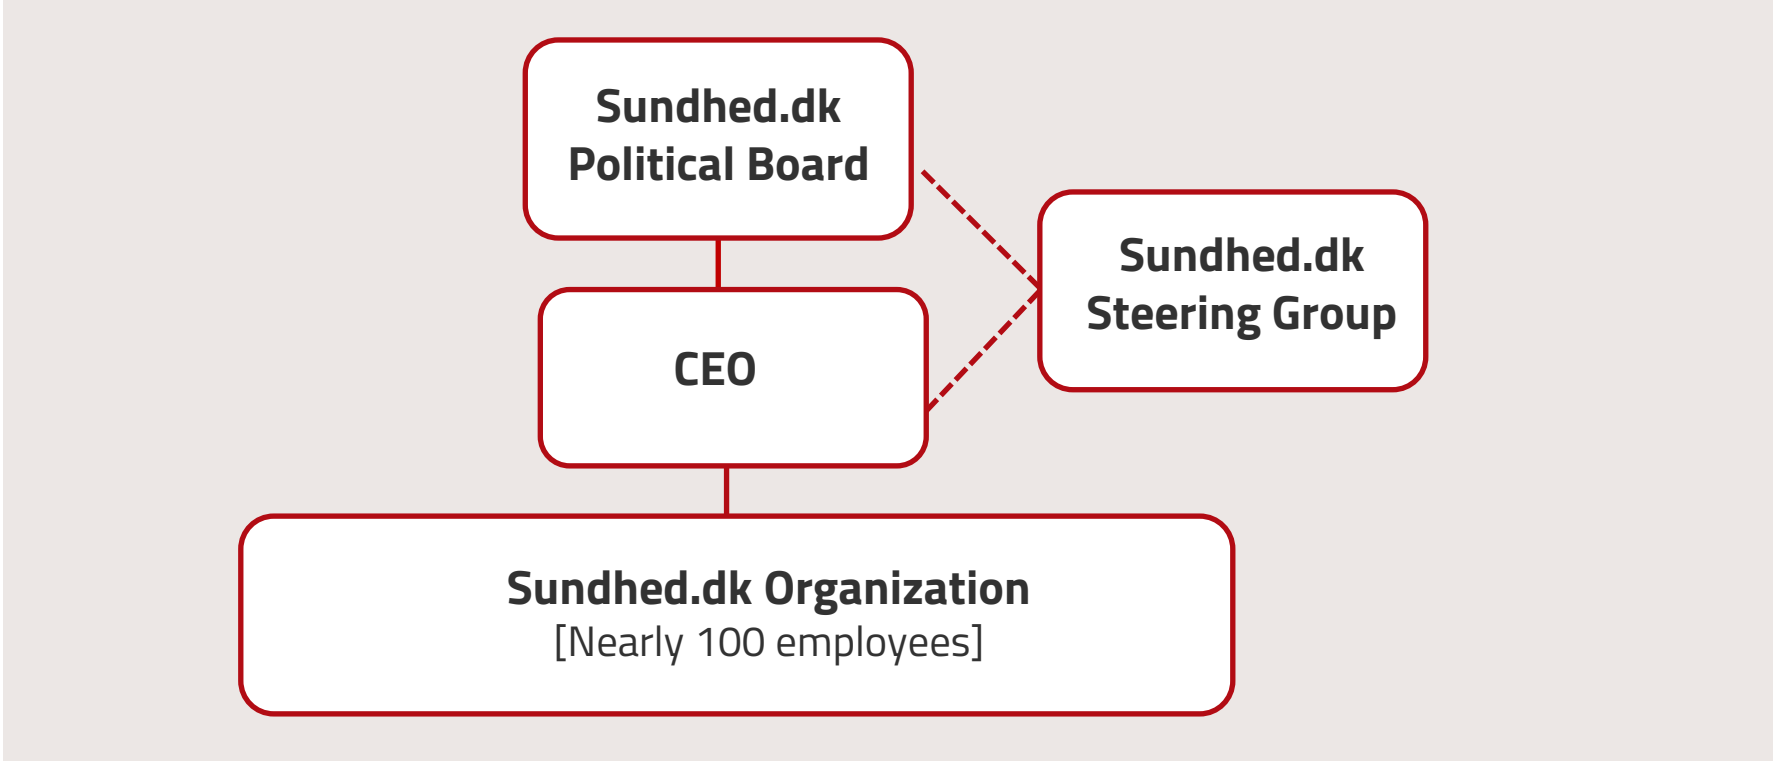 Sundhed.dk
Political Board
Sundhed.dk
Steering Group
CEO
Sundhed.dk Organization
[Nearly 100 employees]